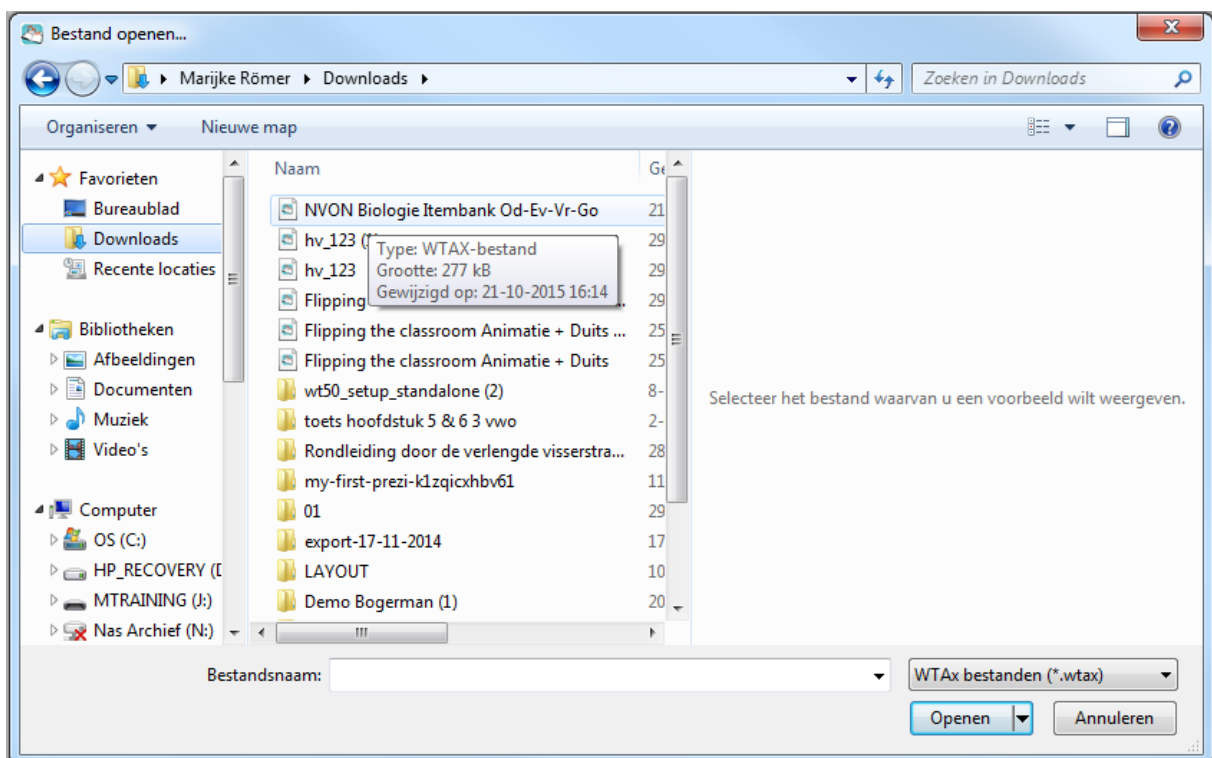 Bestand openen...
Marijke Römer Downloads
Zoeken in Downloads
Organiseren Nieuwe map
Favorieten
Bureaublad
Downloads
Recente locaties
Bibliotheken
Afbeeldingen
Documenten
Muziek
Video's
Computer
OS (C:)
HP_RECOVERY (
MTRAINING (J:)
Nas Archief (N:)
Naam
NVON Biologie Itembank Od-Ev-Vr-Go 21
hv_123 29
hv_123 29
Flipping 29
Flipping the classroom Animatie + Duits ... 25
Flipping the classroom Animatie + Duits 25
wt50_setup_standalone (2) 8-
toets hoofdstuk 5 & 6 3 vwo 2-
Rondleiding door de verlengde visserstra... 28
my-first-prezi-k1zqicxhbv61 11
01 29
export-17-11-2014 17
LAYOUT 10
Demo Bogerman (1) 20
Type: WTAX-bestand
Grootte: 277 kB
Gewijzigd op: 21-10-2015 16:14
Selecteer het bestand waarvan u een voorbeeld wilt weergeven.
Bestandsnaam:
WTAx bestanden (*.wtax)
Openen Annuleren